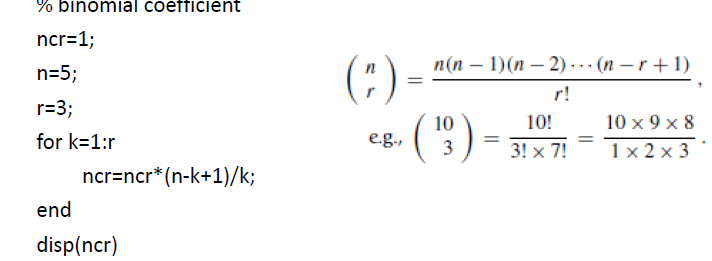 % binomial coefficient
ncr=1;
n=5;
r=3;
for k=1:r
ncr=ncr*(n-k+1)/k;
end
disp(ncr)
(n r) = n(n − 1)(n − 2) · · · (n − r + 1) / r! ,
e.g., (10 3) = 10! / 3! × 7! = 10 × 9 × 8 / 1 × 2 × 3 .